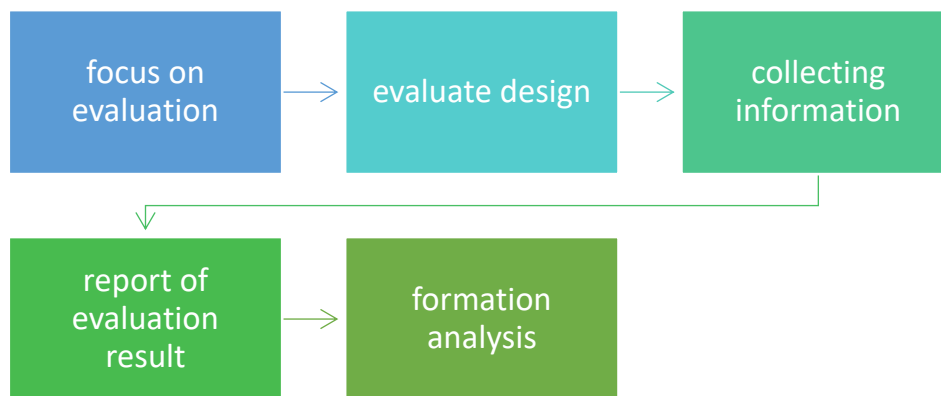 focus on
evaluation
evaluate design
collecting
information
report of
evaluation
result
formation
analysis